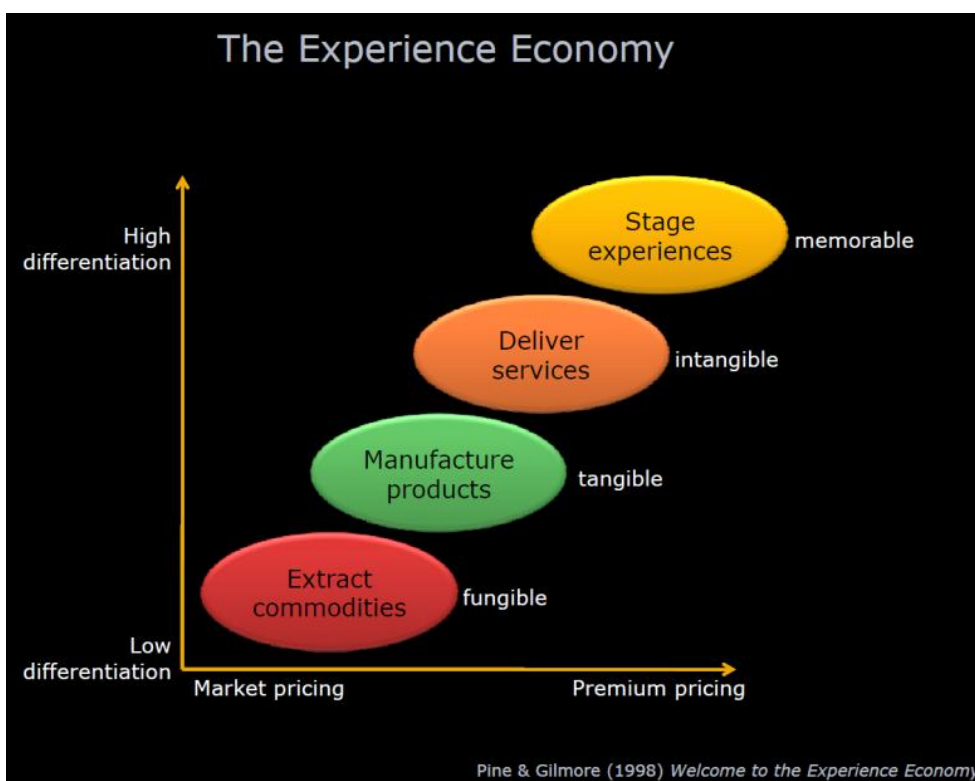 The Experience Economy
High
differentiation
Stage
experiences
memorable
Deliver
services
intangible
Manufacture
products
tangible
Extract
commodities
fungible
Low
differentiation
Market pricing
Premium pricing
Pine & Gilmore (1998) Welcome to the Experience Economy